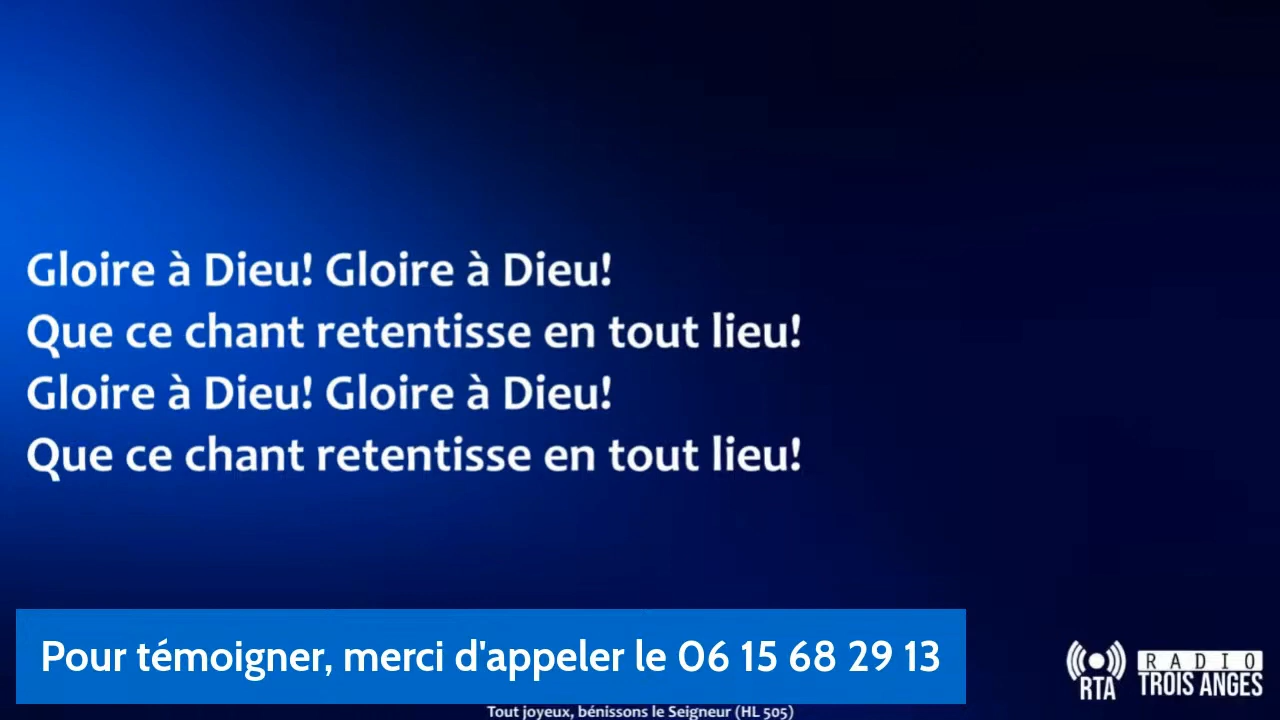 Gloire à Dieu! Gloire à Dieu!
Que ce chant retentisse en tout lieu!
Gloire à Dieu! Gloire à Dieu!
Que ce chant retentisse en tout lieu!
Pour témoigner, merci d'appeler le 06 15 68 29 13
RTA
RADIO
TROIS ANGES
Tout joyeux, bénissons le Seigneur (HL 505)